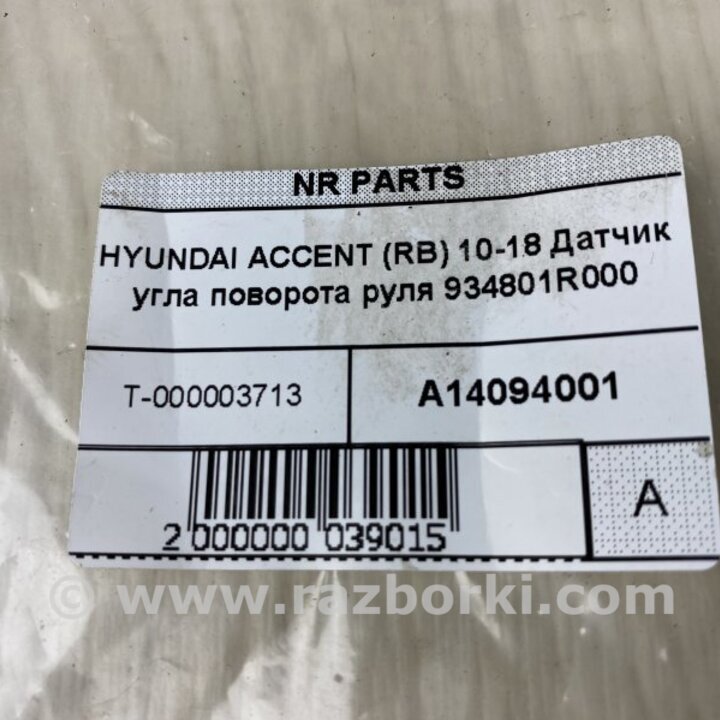 NR PARTS
HYUNDAI ACCENT (RB) 10-18 Датчик
угла поворота руля 934801R000
T-000003713
A14094001
A
2 000000 039015
© www.razborki.com